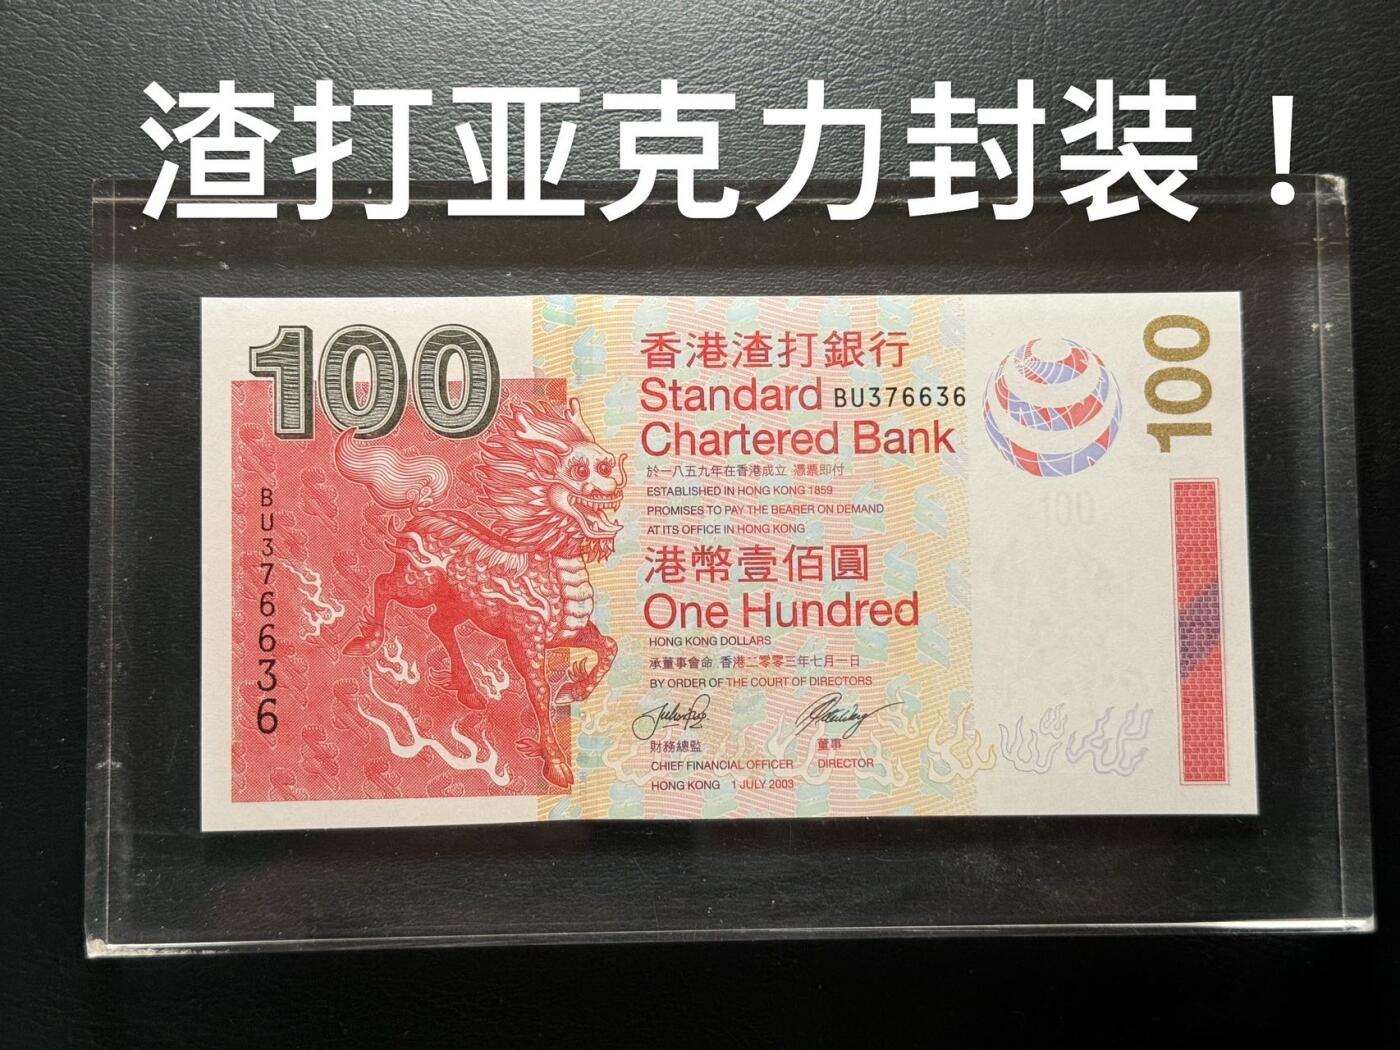 渣打亚克力封装！
100
香港渣打銀行
Standard BU376636
Chartered Bank
於一八五九年在香港成立 憑票即付
ESTABLISHED IN HONG KONG 1859
PROMISES TO PAY THE BEARER ON DEMAND
AT ITS OFFICE IN HONG KONG
港幣壹佰圓
One Hundred
HONG KONG DOLLARS
承董事會命 香港二零零三年七月一日
BY ORDER OF THE COURT OF DIRECTORS
財務總監 董事
CHIEF FINANCIAL OFFICER DIRECTOR
HONG KONG 1 JULY 2003
BU376636
100